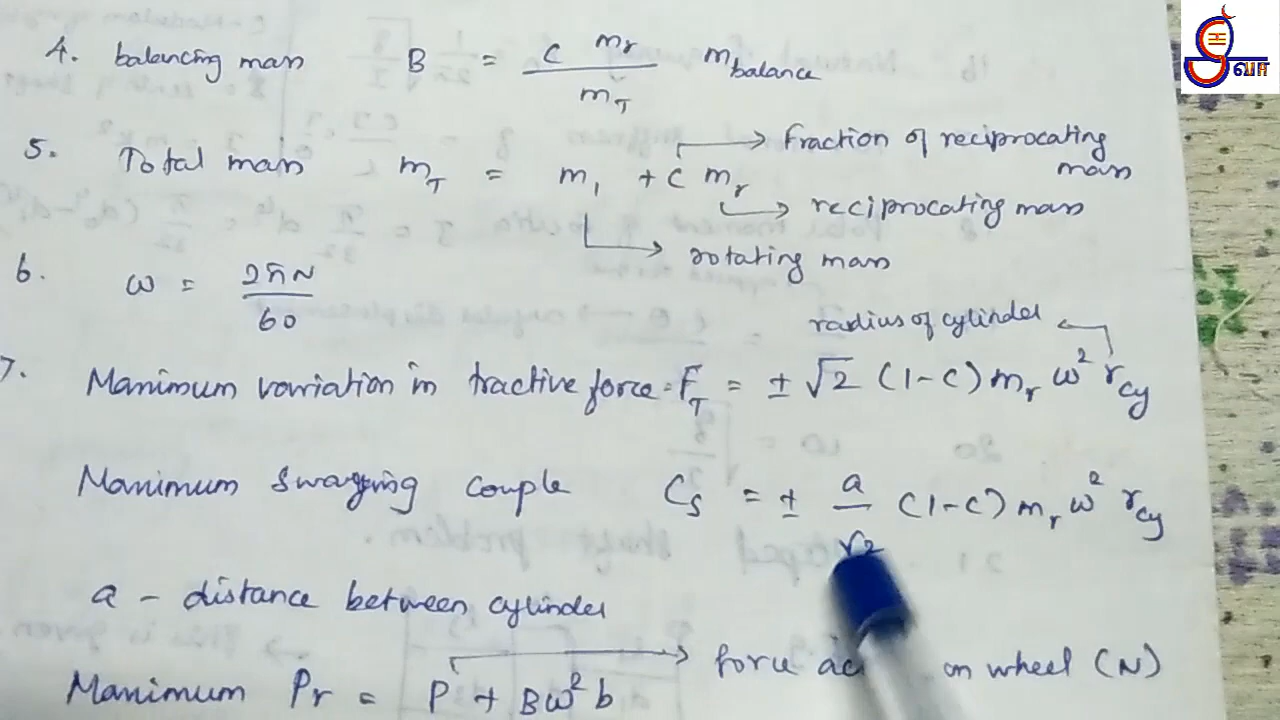 4. balancing mass B = C mr / mT m balance
5. Total mass mT = m1 + C mr → fraction of reciprocating mass
→ reciprocating mass
→ rotating mass
6. ω = 2πN / 60
radius of cylinder
7. Maximum variation in tractive force = FT = ± √2 (1-C) mr ω² rcy
Maximum Swaying couple Cs = ± a / √2 (1-C) mr ω² rcy
a - distance between cylinder
Maximum Pr = P + Bω² b → force on wheel (N)
வா